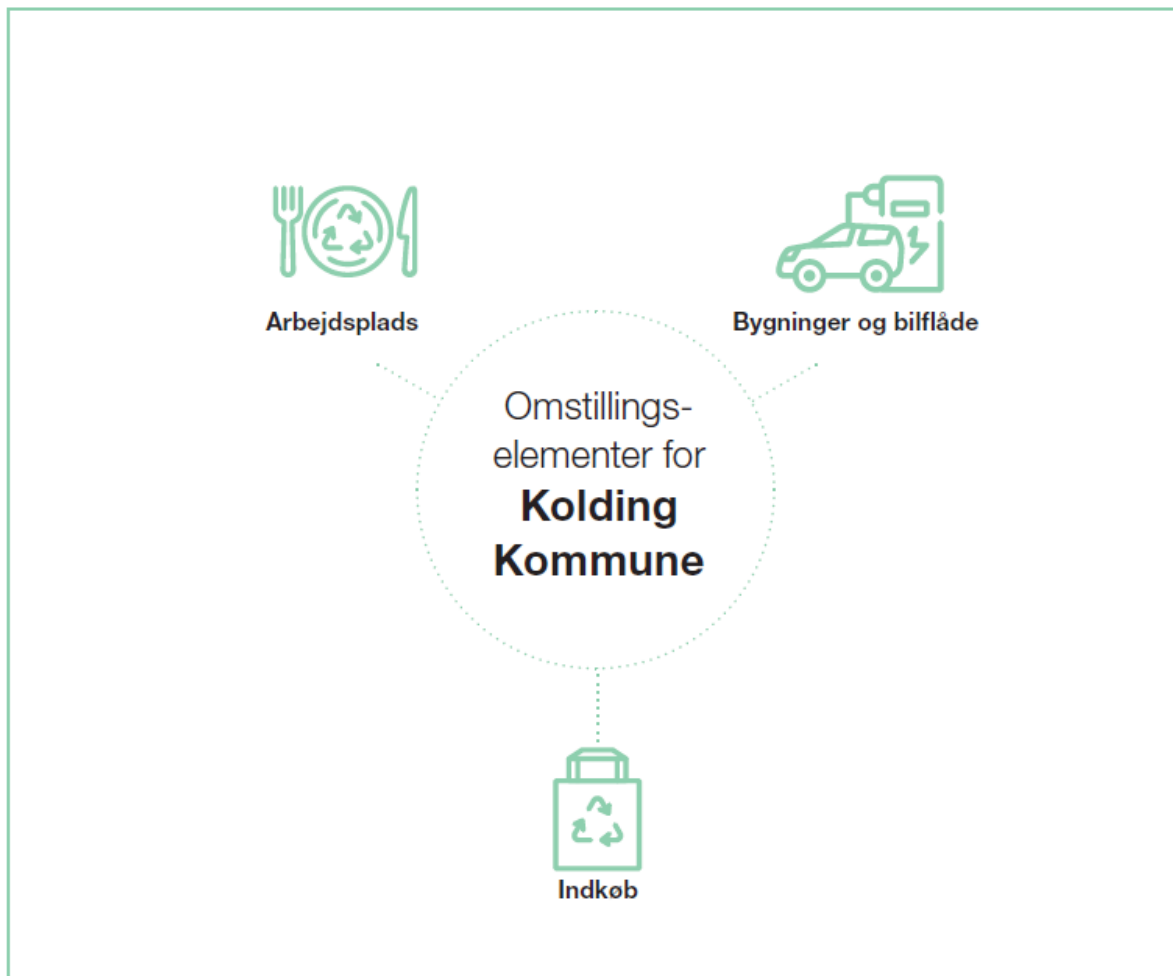 Arbejdsplads
Bygninger og bilflåde
Omstillings-
elementer for
Kolding
Kommune
Indkøb